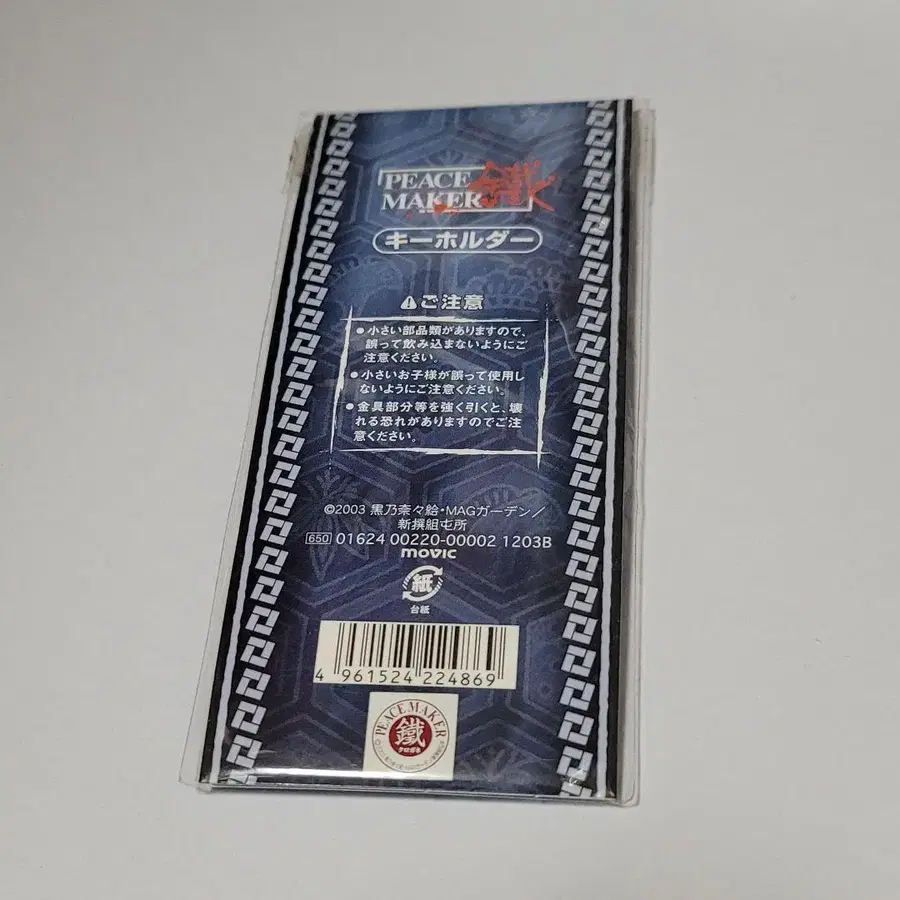 PEACE
MAKER 鐵
キーホルダー
ご注意
●小さい部品類がありますので、
誤って飲み込まないようにご
注意ください。
●小さいお子様が誤って使用し
ないようにご注意ください。
●金具部分等を強く引くと、壊
れる恐れがありますのでご注
意ください。
©2003 黒乃奈々絵・MAGガーデン/
新撰組屯所
650 01624 00220-00002 1203B
movic
紙
台紙
4 961524 224869
PEACE MAKER
鐵
クロガネ